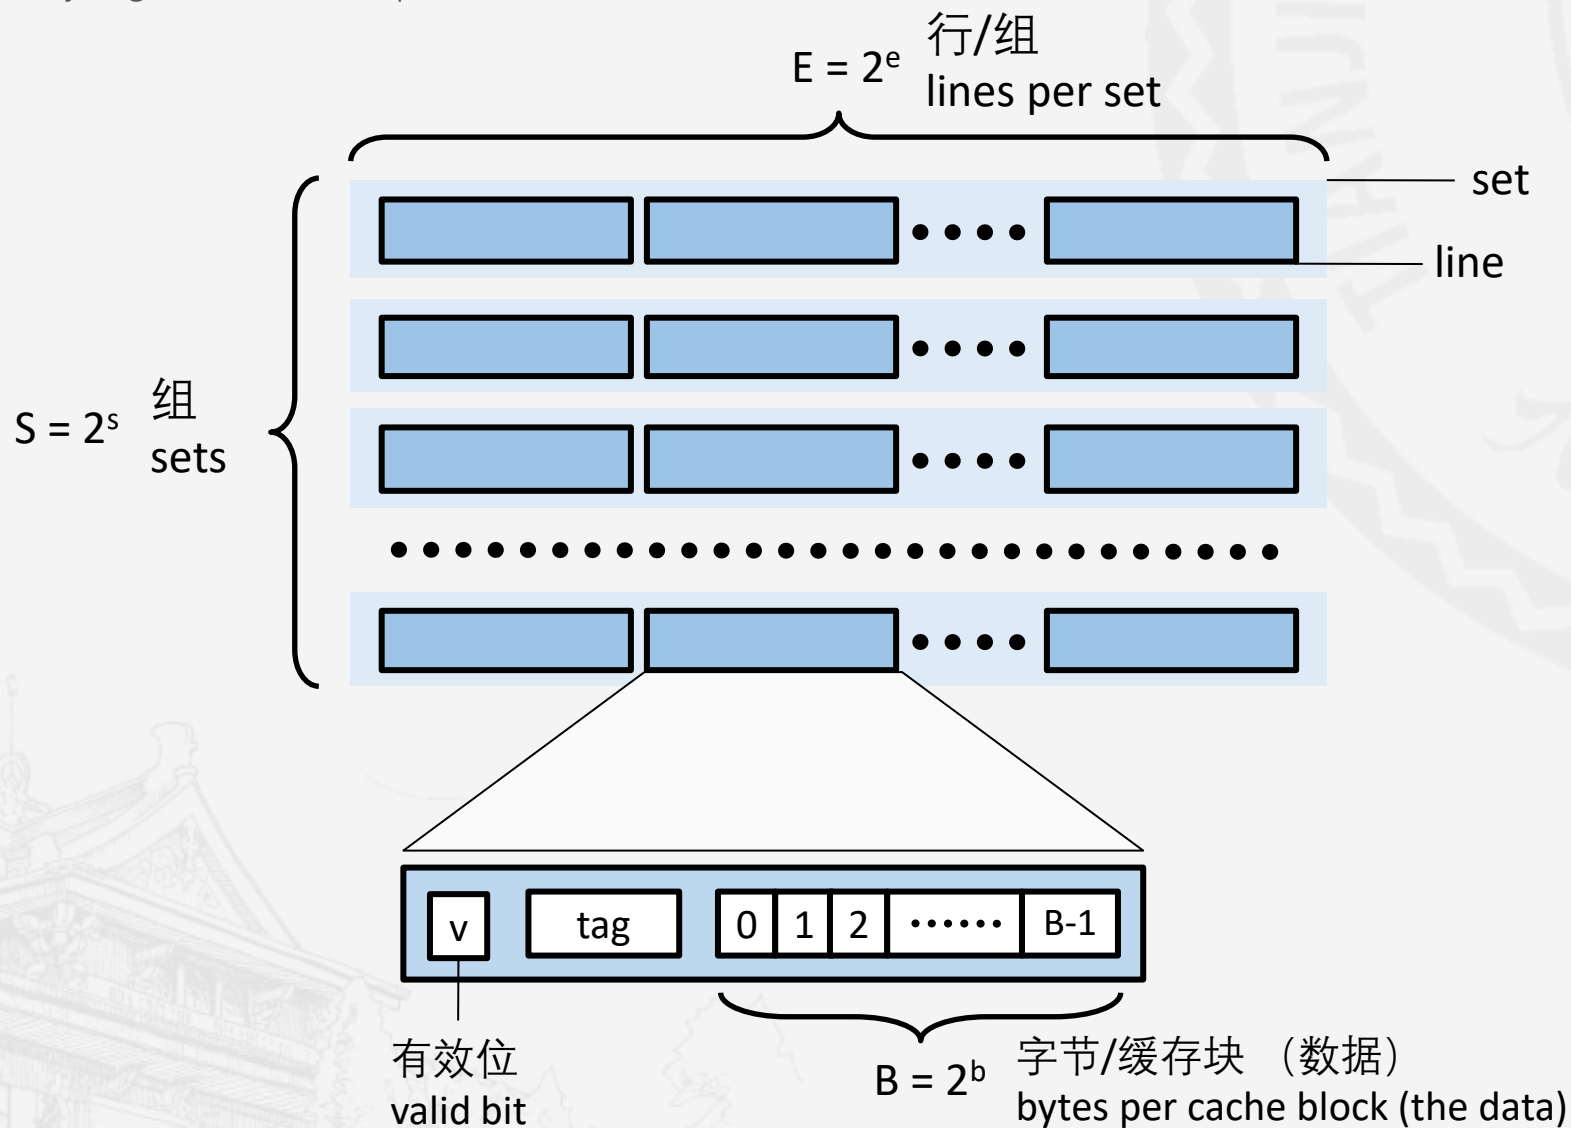 行/组
E = 2ᵉ
lines per set
set
line
组
S = 2ˢ
sets
v
tag
0
1
2
......
B-1
有效位
valid bit
字节/缓存块 （数据）
B = 2ᵇ
bytes per cache block (the data)